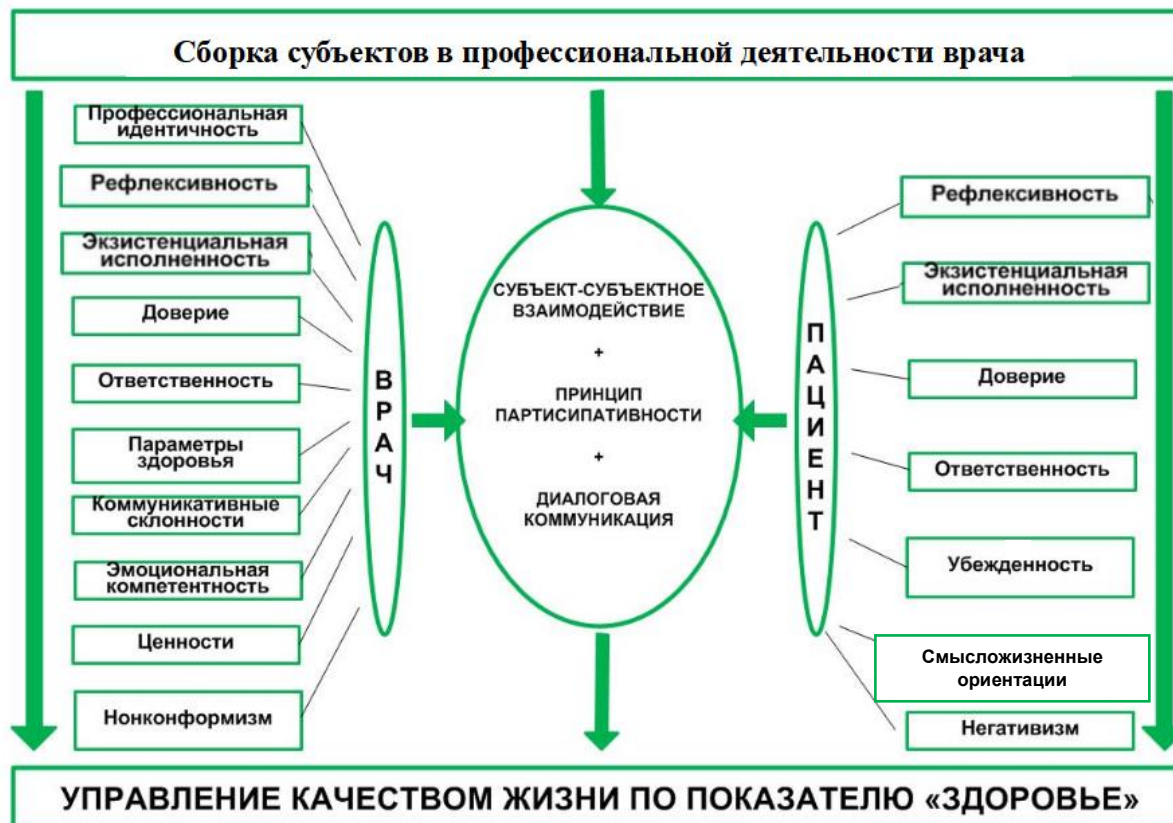 Сборка субъектов в профессиональной деятельности врача
Профессиональная
идентичность
Рефлексивность
Экзистенциальная
исполненность
Доверие
Ответственность
Параметры
здоровья
Коммуникативные
склонности
Эмоциональная
компетентность
Ценности
Нонконформизм
ВРАЧ
СУБЪЕКТ-СУБЪЕКТНОЕ
ВЗАИМОДЕЙСТВИЕ
+
ПРИНЦИП
ПАРТИСИПАТИВНОСТИ
+
ДИАЛОГОВАЯ
КОММУНИКАЦИЯ
ПАЦИЕНТ
Рефлексивность
Экзистенциальная
исполненность
Доверие
Ответственность
Убежденность
Смысложизненные
ориентации
Негативизм
УПРАВЛЕНИЕ КАЧЕСТВОМ ЖИЗНИ ПО ПОКАЗАТЕЛЮ «ЗДОРОВЬЕ»